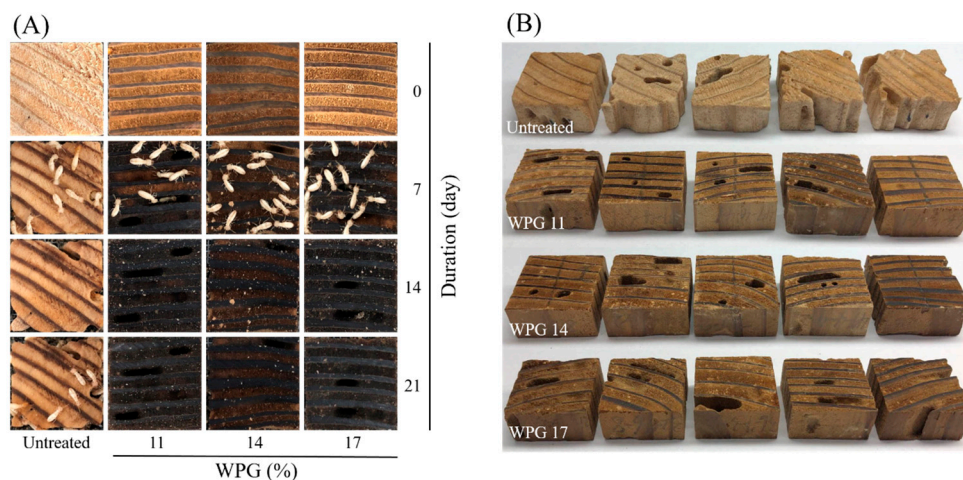 (A)
0
7
14
21
Duration (day)
Untreated
11
14
17
WPG (%)
(B)
Untreated
WPG 11
WPG 14
WPG 17